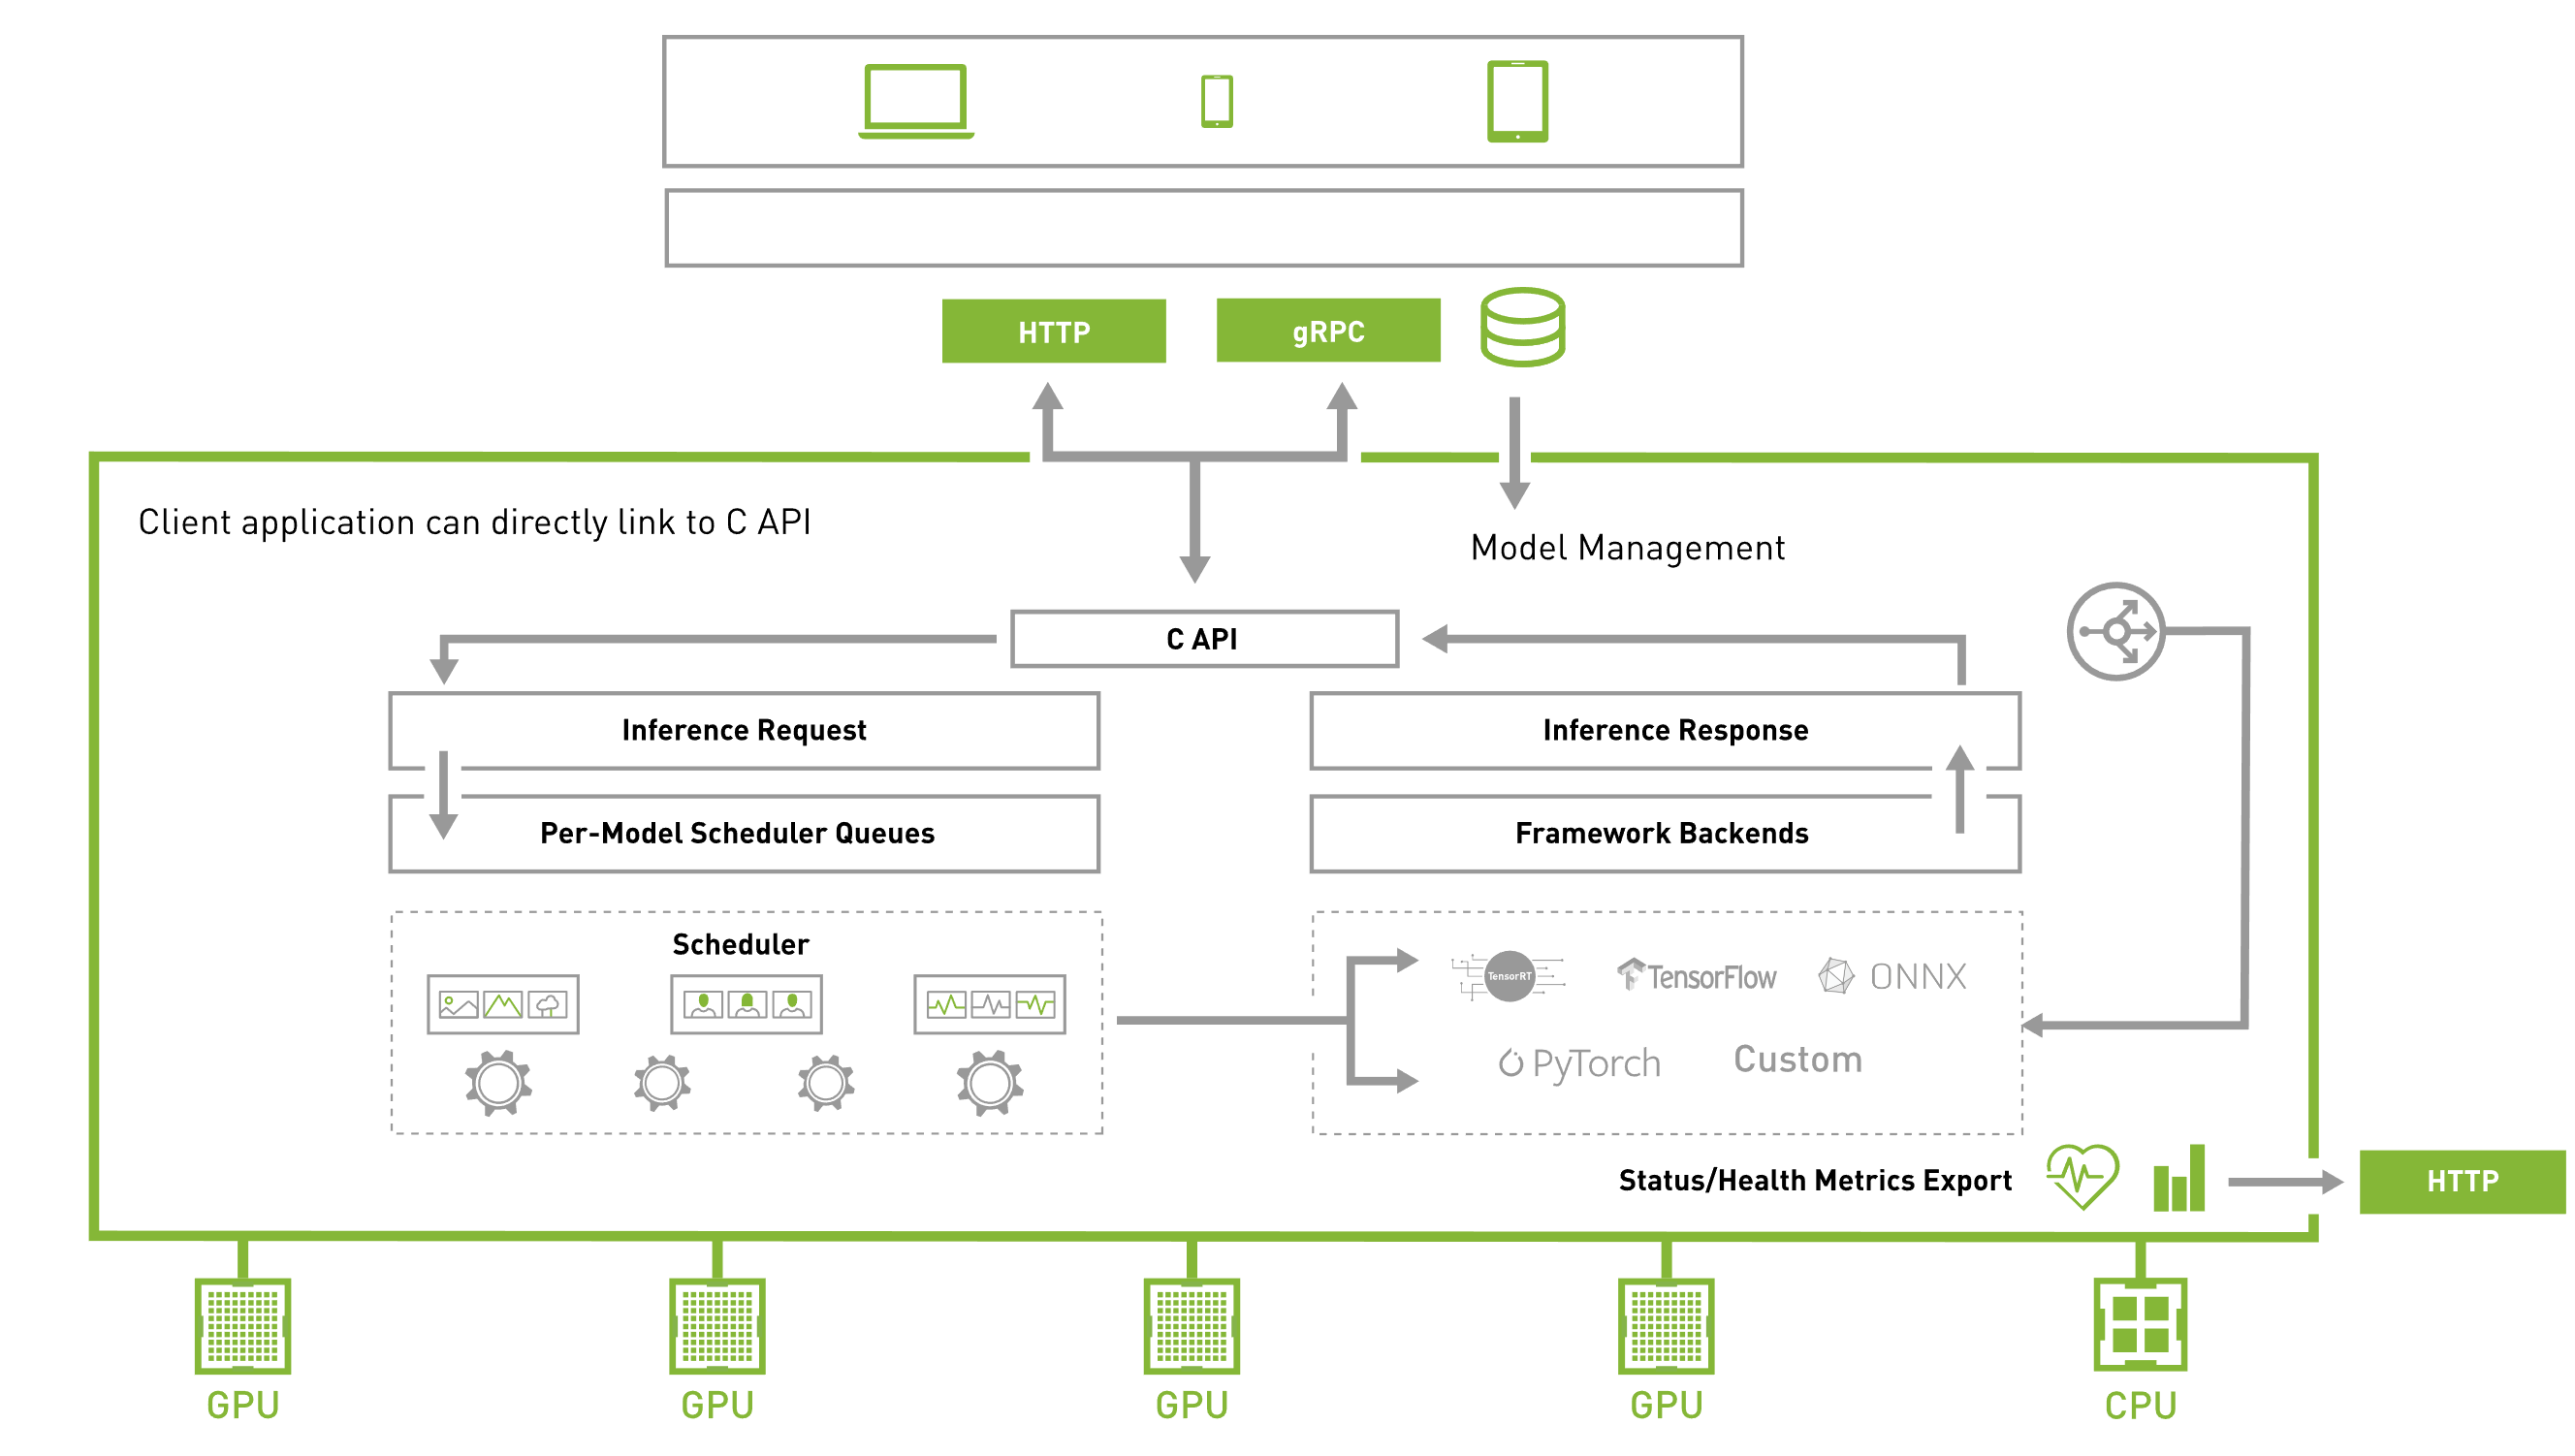 HTTP
gRPC
Client application can directly link to C API
Model Management
C API
Inference Request
Inference Response
Per-Model Scheduler Queues
Framework Backends
Scheduler
TensorRT
TensorFlow
ONNX
PyTorch
Custom
Status/Health Metrics Export
HTTP
GPU
GPU
GPU
GPU
CPU